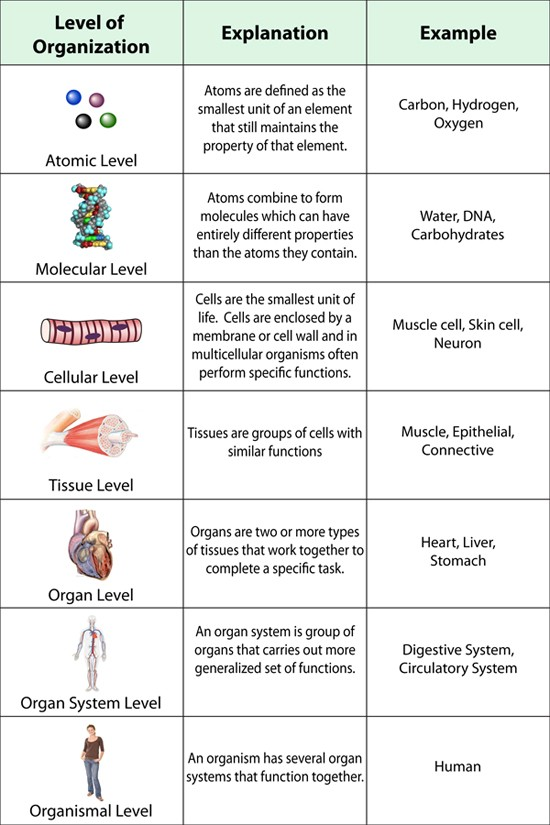 Level of
Organization
Explanation
Example
Atomic Level
Atoms are defined as the
smallest unit of an element
that still maintains the
property of that element.
Carbon, Hydrogen,
Oxygen
Molecular Level
Atoms combine to form
molecules which can have
entirely different properties
than the atoms they contain.
Water, DNA,
Carbohydrates
Cellular Level
Cells are the smallest unit of
life. Cells are enclosed by a
membrane or cell wall and in
multicellular organisms often
perform specific functions.
Muscle cell, Skin cell,
Neuron
Tissue Level
Tissues are groups of cells with
similar functions
Muscle, Epithelial,
Connective
Organ Level
Organs are two or more types
of tissues that work together to
complete a specific task.
Heart, Liver,
Stomach
Organ System Level
An organ system is group of
organs that carries out more
generalized set of functions.
Digestive System,
Circulatory System
Organismal Level
An organism has several organ
systems that function together.
Human